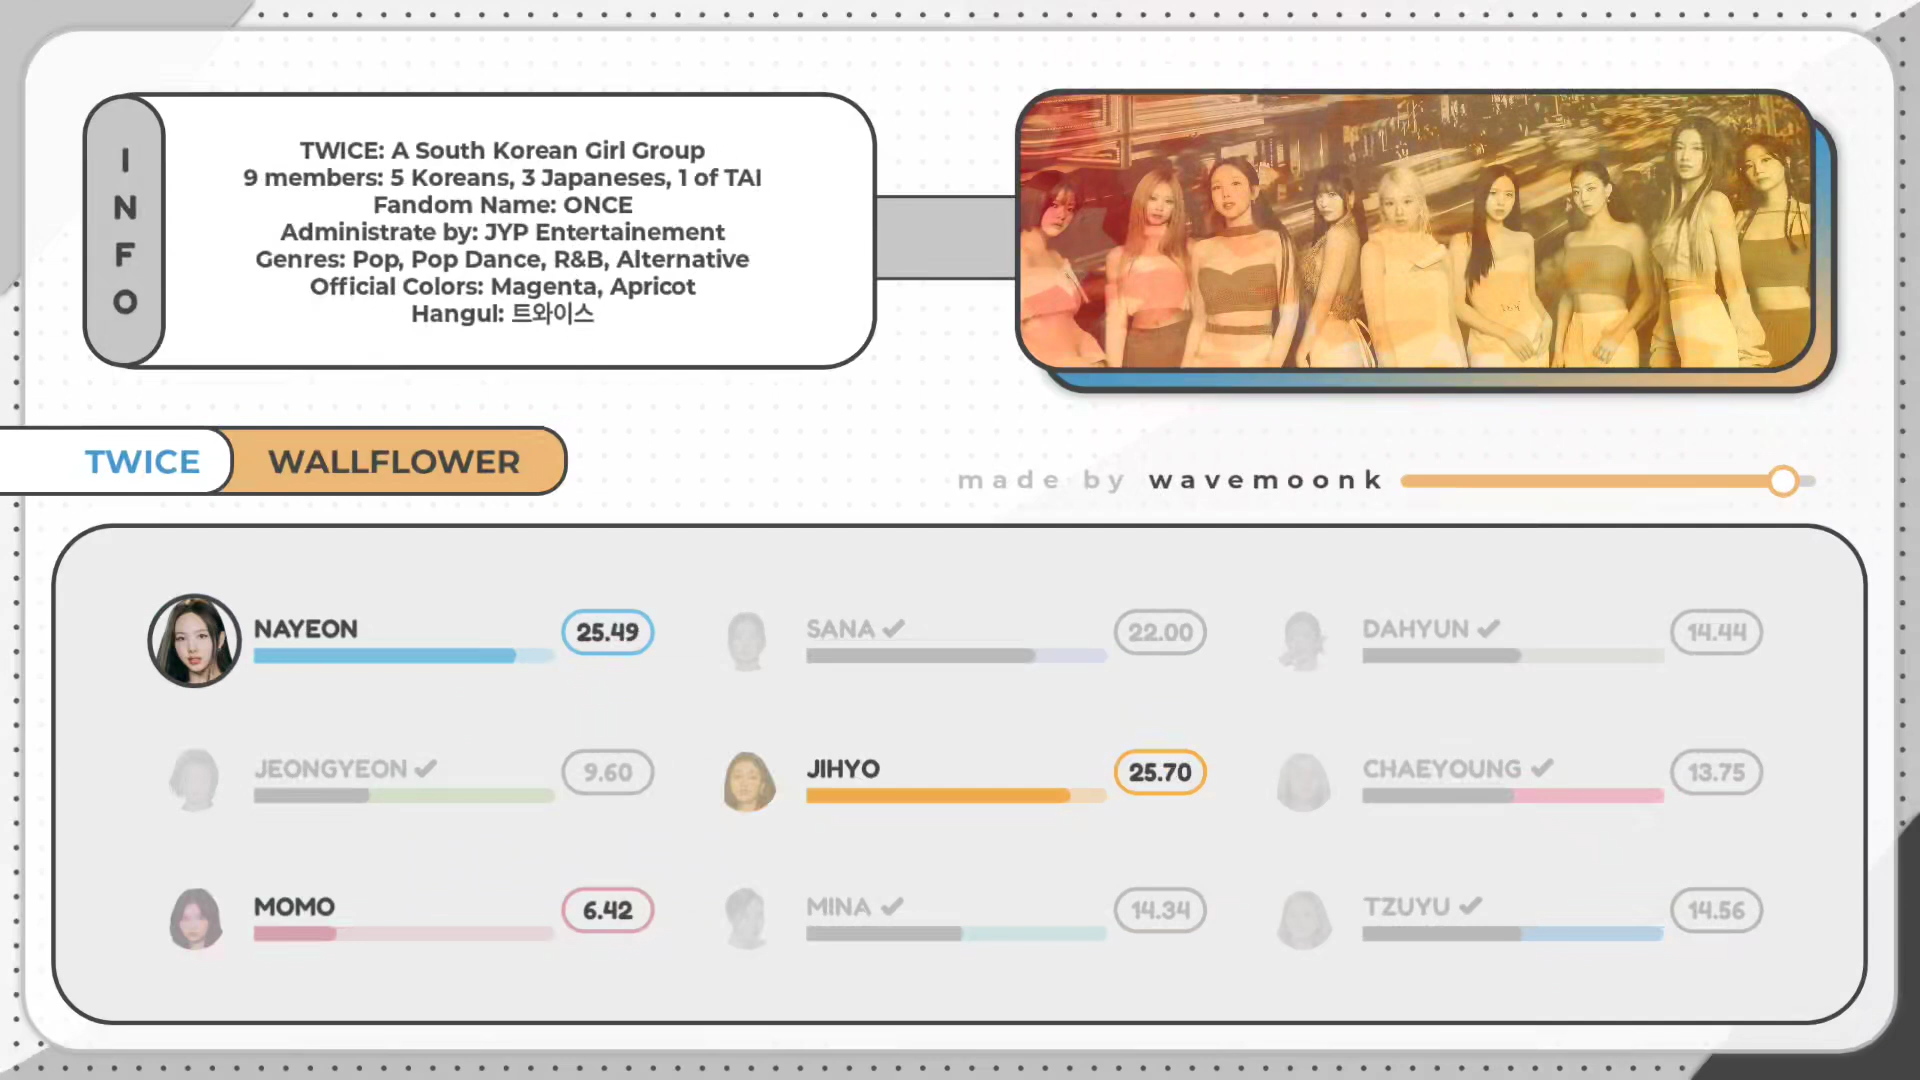 INFO
TWICE: A South Korean Girl Group
9 members: 5 Koreans, 3 Japaneses, 1 of TAI
Fandom Name: ONCE
Administrate by: JYP Entertainement
Genres: Pop, Pop Dance, R&B, Alternative
Official Colors: Magenta, Apricot
Hangul: 트와이스
TWICE WALLFLOWER
made by wavemoonk
NAYEON 25.49
SANA ✔ 22.00
DAHYUN ✔ 14.44
JEONGYEON ✔ 9.60
JIHYO 25.70
CHAEYOUNG ✔ 13.75
MOMO 6.42
MINA ✔ 14.34
TZUYU ✔ 14.56